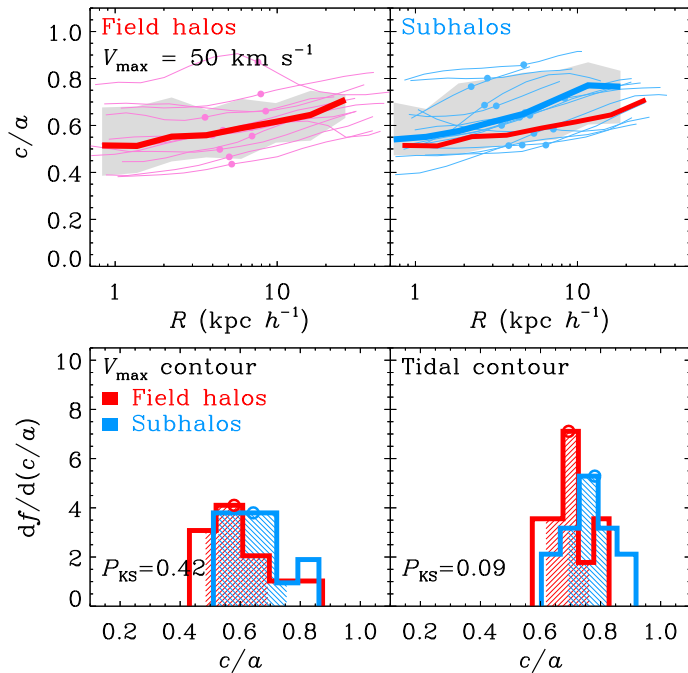 Field halos
Subhalos
V_max = 50 km s⁻¹
c/a
1.0
0.8
0.6
0.4
0.2
0.0
1 10 1 10
R (kpc h⁻¹) R (kpc h⁻¹)
V_max contour
Tidal contour
Field halos
Subhalos
df/d(c/a)
10
8
6
4
2
0
P_KS=0.42
P_KS=0.09
0.2 0.4 0.6 0.8 1.0 0.2 0.4 0.6 0.8 1.0
c/a c/a